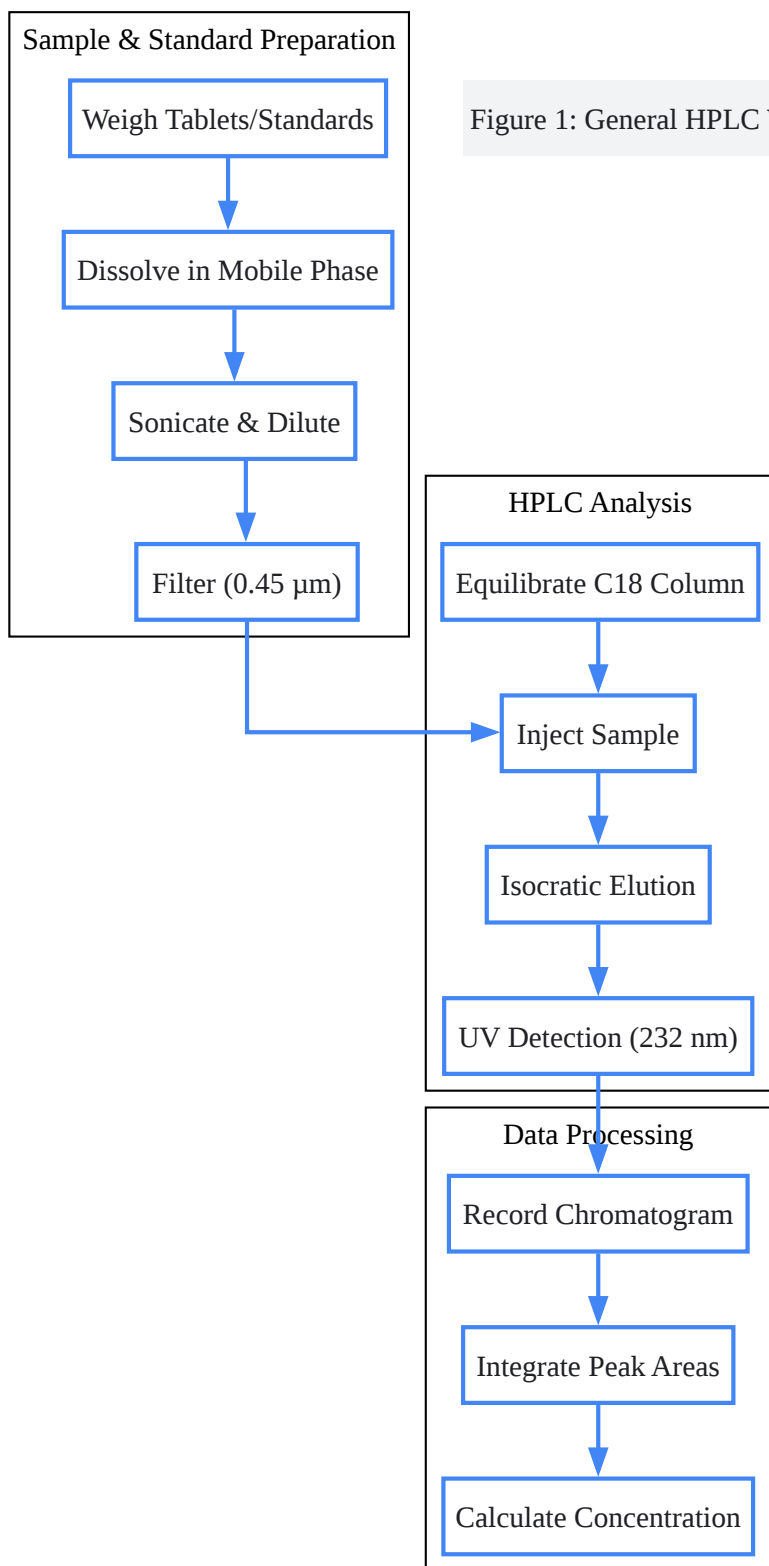 Sample & Standard Preparation
Weigh Tablets/Standards
Dissolve in Mobile Phase
Sonicate & Dilute
Filter (0.45 µm)
Figure 1: General HPLC
HPLC Analysis
Equilibrate C18 Column
Inject Sample
Isocratic Elution
UV Detection (232 nm)
Data Processing
Record Chromatogram
Integrate Peak Areas
Calculate Concentration